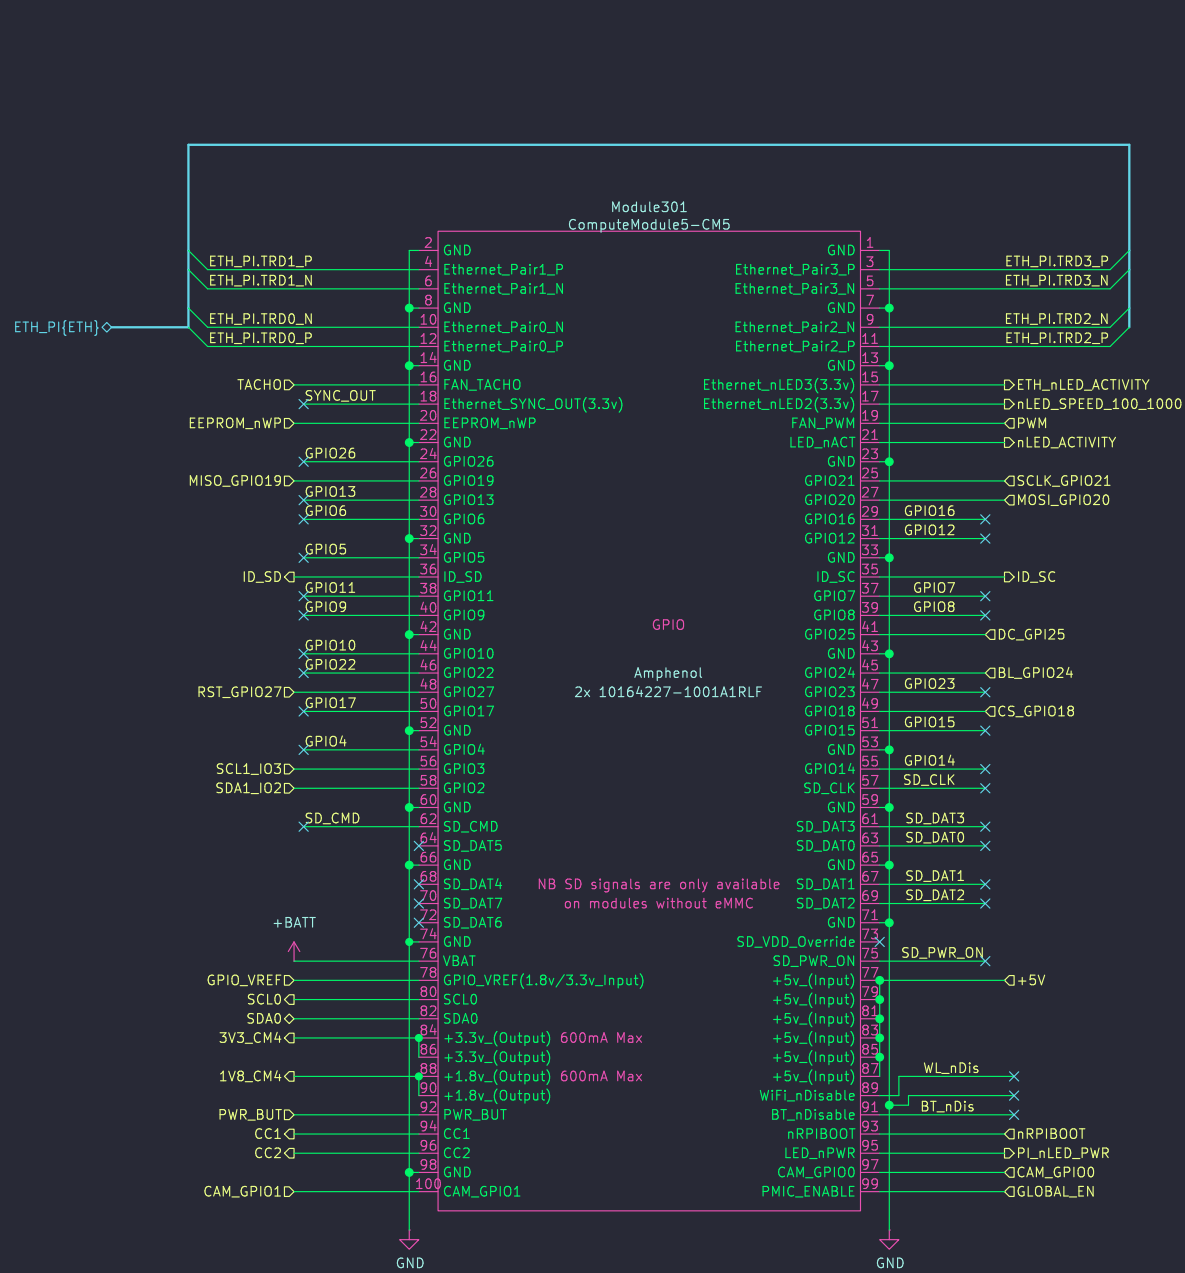 Module301
ComputeModule5-CM5
2 GND GND 1
ETH_PI.TRD1_P 4 Ethernet_Pair1_P Ethernet_Pair3_P 3 ETH_PI.TRD3_P
ETH_PI.TRD1_N 6 Ethernet_Pair1_N Ethernet_Pair3_N 5 ETH_PI.TRD3_N
8 GND GND 7
ETH_PI{ETH} ETH_PI.TRD0_N 10 Ethernet_Pair0_N Ethernet_Pair2_N 9 ETH_PI.TRD2_N
ETH_PI.TRD0_P 12 Ethernet_Pair0_P Ethernet_Pair2_P 11 ETH_PI.TRD2_P
14 GND GND 13
TACHO 16 FAN_TACHO Ethernet_nLED3(3.3v) 15 ETH_nLED_ACTIVITY
SYNC_OUT 18 Ethernet_SYNC_OUT(3.3v) Ethernet_nLED2(3.3v) 17 nLED_SPEED_100_1000
EEPROM_nWP 20 EEPROM_nWP FAN_PWM 19 PWM
22 GND LED_nACT 21 nLED_ACTIVITY
GPIO26 24 GPIO26 GND 23
MISO_GPIO19 26 GPIO19 GPIO21 25 SCLK_GPIO21
GPIO13 28 GPIO13 GPIO20 27 MOSI_GPIO20
GPIO6 30 GPIO6 GPIO16 29 GPIO16
32 GND GPIO12 31 GPIO12
GPIO5 34 GPIO5 GND 33
ID_SD 36 ID_SD ID_SC 35 ID_SC
GPIO11 38 GPIO11 GPIO7 37 GPIO7
GPIO9 40 GPIO9 GPIO8 39 GPIO8
GPIO
42 GND GPIO25 41 DC_GPI25
GPIO10 44 GPIO10 GND 43
GPIO22 46 GPIO22 Amphenol GPIO24 45 BL_GPIO24
RST_GPIO27 48 GPIO27 2x 10164227-1001A1RLF GPIO23 47 GPIO23
GPIO17 50 GPIO17 GPIO18 49 CS_GPIO18
52 GND GPIO15 51 GPIO15
GPIO4 54 GPIO4 GND 53
SCL1_IO3 56 GPIO3 GPIO14 55 GPIO14
SDA1_IO2 58 GPIO2 SD_CLK 57 SD_CLK
60 GND GND 59
SD_CMD 62 SD_CMD SD_DAT3 61 SD_DAT3
64 SD_DAT5 SD_DAT0 63 SD_DAT0
66 GND GND 65
68 SD_DAT4 NB SD signals are only available SD_DAT1 67 SD_DAT1
70 SD_DAT7 on modules without eMMC SD_DAT2 69 SD_DAT2
+BATT 72 SD_DAT6 GND 71
74 GND SD_VDD_Override 73
76 VBAT SD_PWR_ON 75 SD_PWR_ON
GPIO_VREF 78 GPIO_VREF(1.8v/3.3v_Input) +5v_(Input) 77 +5V
SCL0 80 SCL0 +5v_(Input) 79
SDA0 82 SDA0 +5v_(Input) 81
3V3_CM4 84 +3.3v_(Output) 600mA Max +5v_(Input) 83
86 +3.3v_(Output) +5v_(Input) 85
1V8_CM4 88 +1.8v_(Output) 600mA Max +5v_(Input) 87 WL_nDis
90 +1.8v_(Output) WiFi_nDisable 89
PWR_BUT 92 PWR_BUT BT_nDisable 91 BT_nDis
CC1 94 CC1 nRPIBOOT 93 nRPIBOOT
CC2 96 CC2 LED_nPWR 95 PI_nLED_PWR
98 GND CAM_GPIO0 97 CAM_GPIO0
CAM_GPIO1 100 CAM_GPIO1 PMIC_ENABLE 99 GLOBAL_EN
GND GND